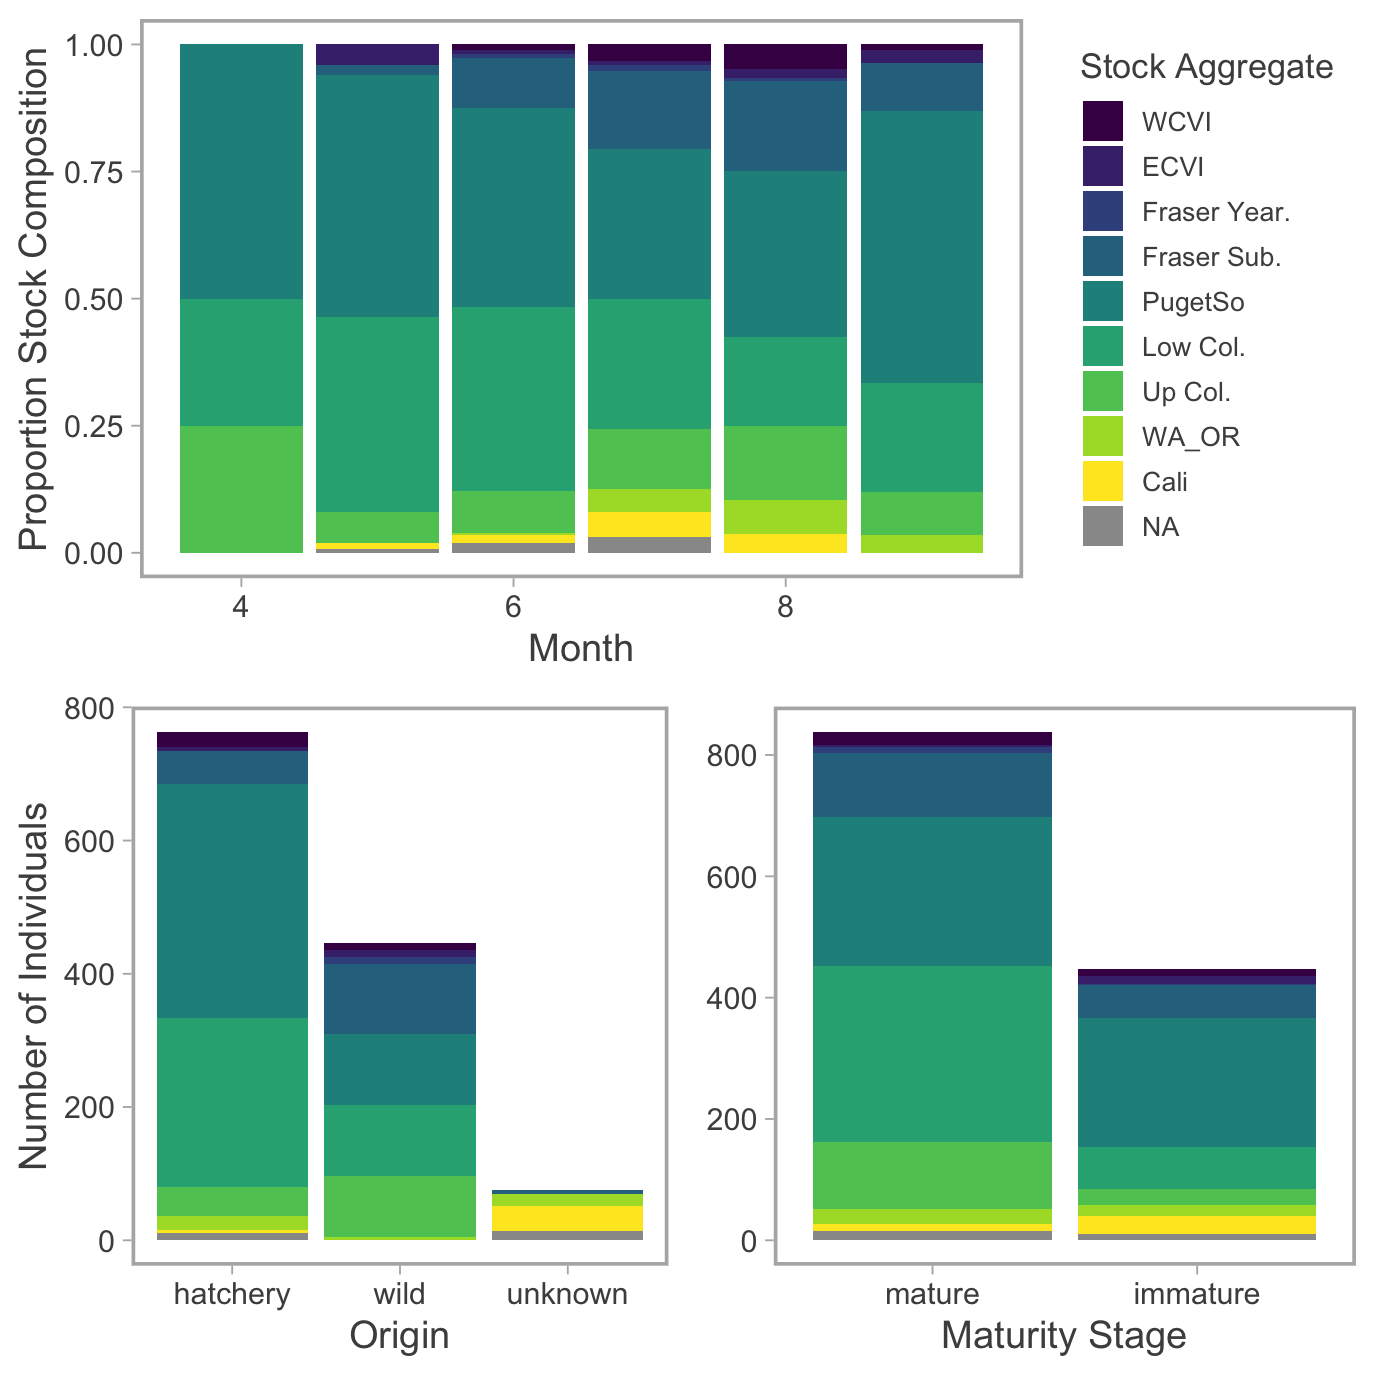 Proportion Stock Composition
1.00
0.75
0.50
0.25
0.00
4
6
8
Month
Stock Aggregate
WCVI
ECVI
Fraser Year.
Fraser Sub.
PugetSo
Low Col.
Up Col.
WA_OR
Cali
NA
Number of Individuals
800
600
400
200
0
hatchery
wild
unknown
Origin
800
600
400
200
0
mature
immature
Maturity Stage